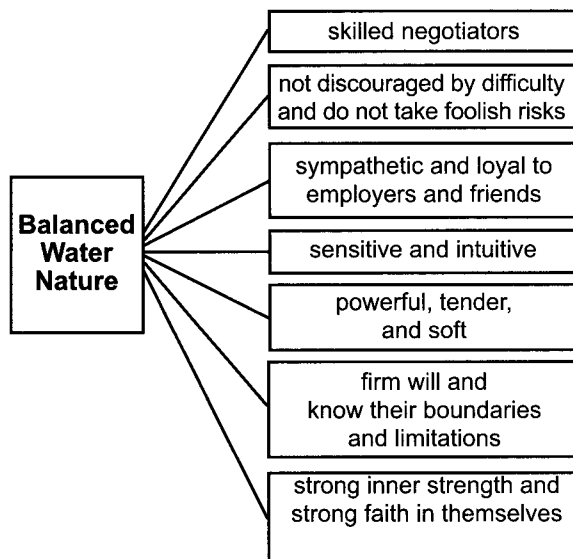 skilled negotiators
not discouraged by difficulty
and do not take foolish risks
sympathetic and loyal to
employers and friends
Balanced
Water
Nature
sensitive and intuitive
powerful, tender,
and soft
firm will and
know their boundaries
and limitations
strong inner strength and
strong faith in themselves